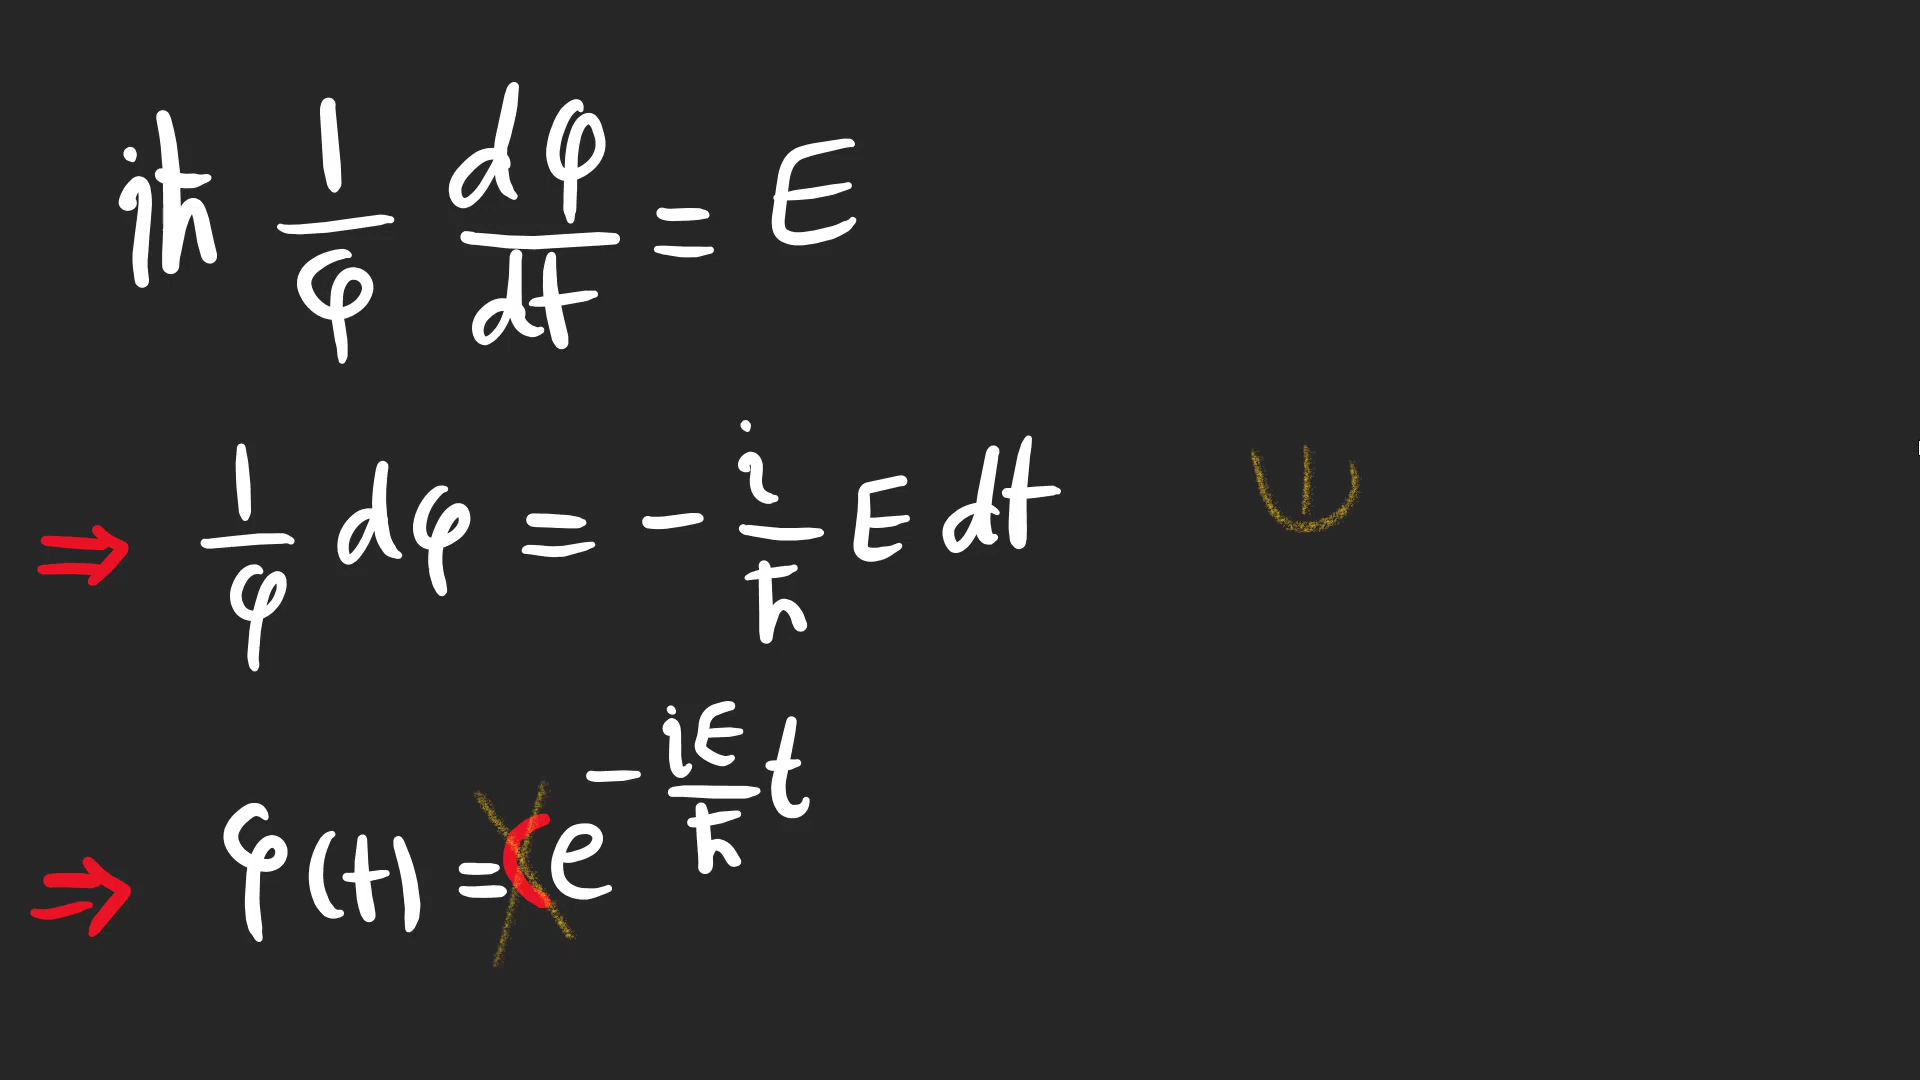 iħ 1/φ dφ/dt = E
⇒ 1/φ dφ = - i/ħ E dt
⇒ φ(t) = C e^{- iE/ħ t}